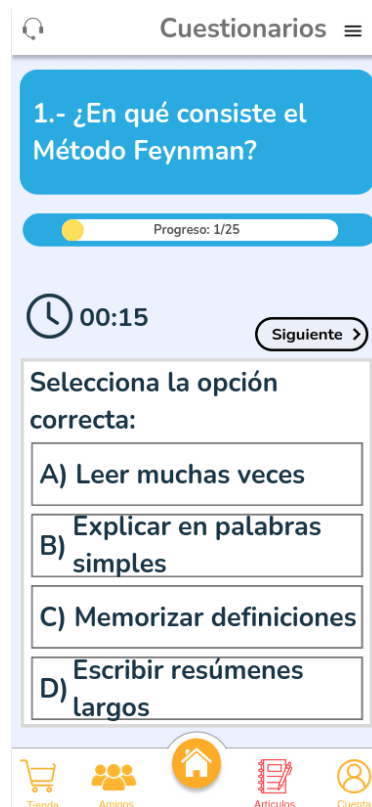 Cuestionarios
1.- ¿En qué consiste el
Método Feynman?
Progreso: 1/25
00:15
Siguiente
Selecciona la opción
correcta:
A) Leer muchas veces
B) Explicar en palabras
simples
C) Memorizar definiciones
D) Escribir resúmenes
largos
Tienda
Amigos
Artículos
Cuenta